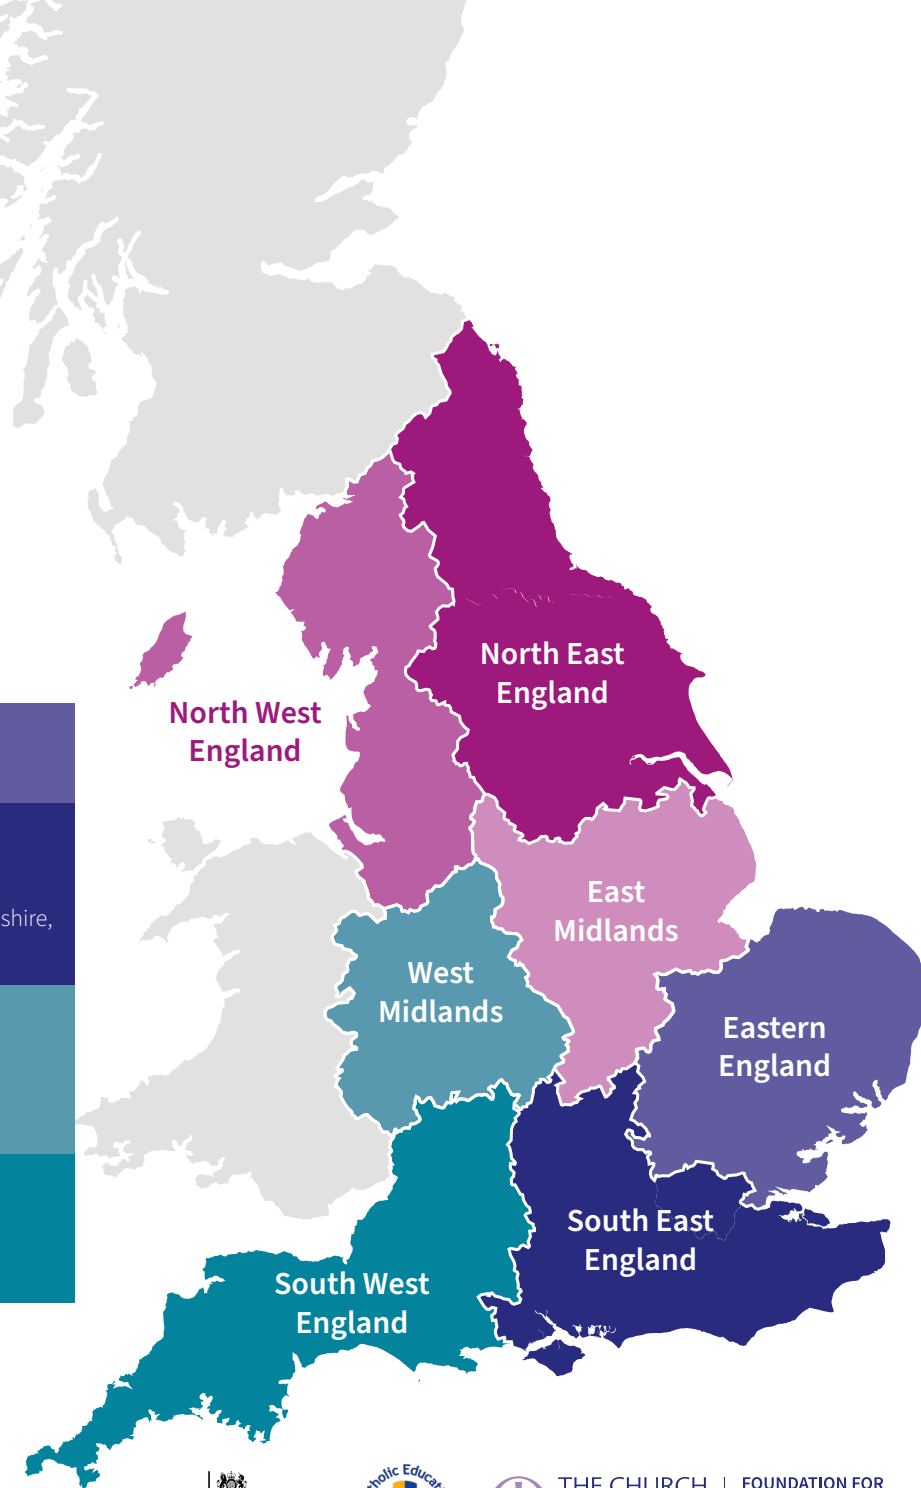 North East
England
North West
England
shire,
East
Midlands
West
Midlands
Eastern
England
South East
England
South West
England
THE CHURCH
FOUNDATION FOR